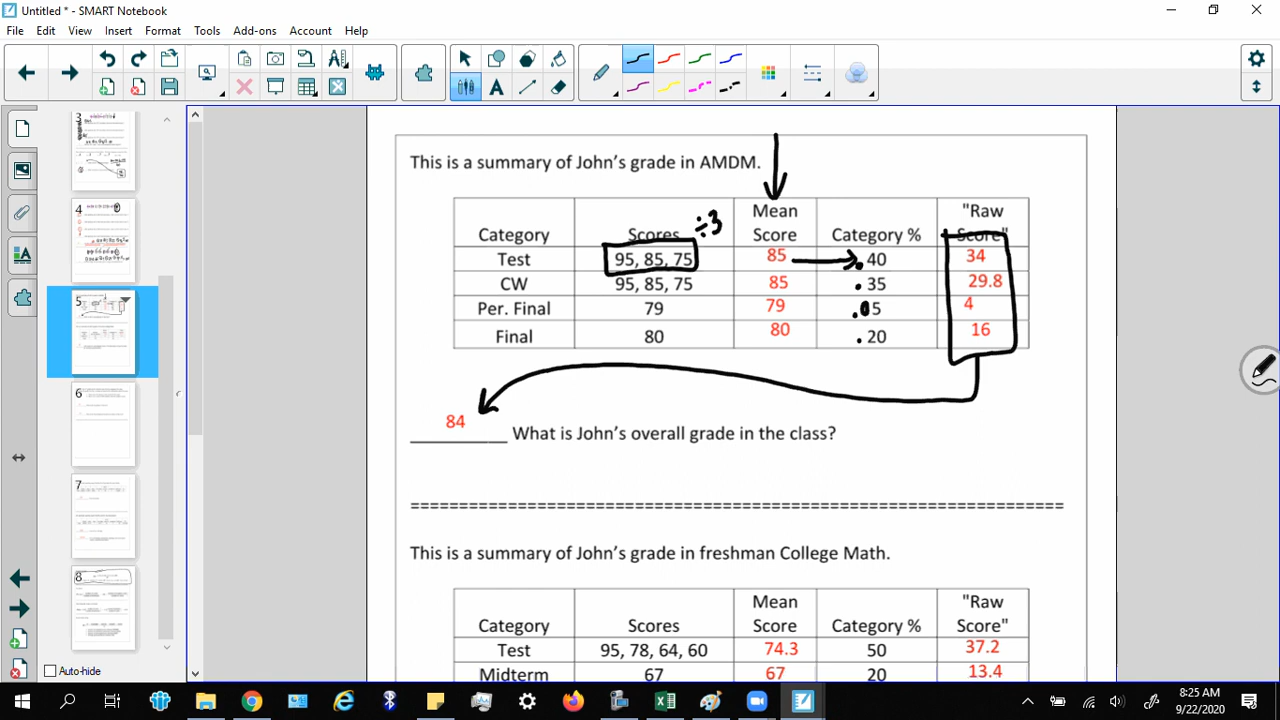 Untitled * - SMART Notebook
File Edit View Insert Format Tools Add-ons Account Help
4
5
6
7
8
Auto-hide
This is a summary of John's grade in AMDM.
÷3
Category Scores Mean Score Category % "Raw Score"
Test 95, 85, 75 85 .40 34
CW 95, 85, 75 85 .35 29.8
Per. Final 79 79 .05 4
Final 80 80 .20 16
84 What is John's overall grade in the class?
================================================================
This is a summary of John's grade in freshman College Math.
Category Scores Mean Score Category % "Raw Score"
Test 95, 78, 64, 60 74.3 50 37.2
Midterm 67 67 20 13.4
8:25 AM
9/22/2020